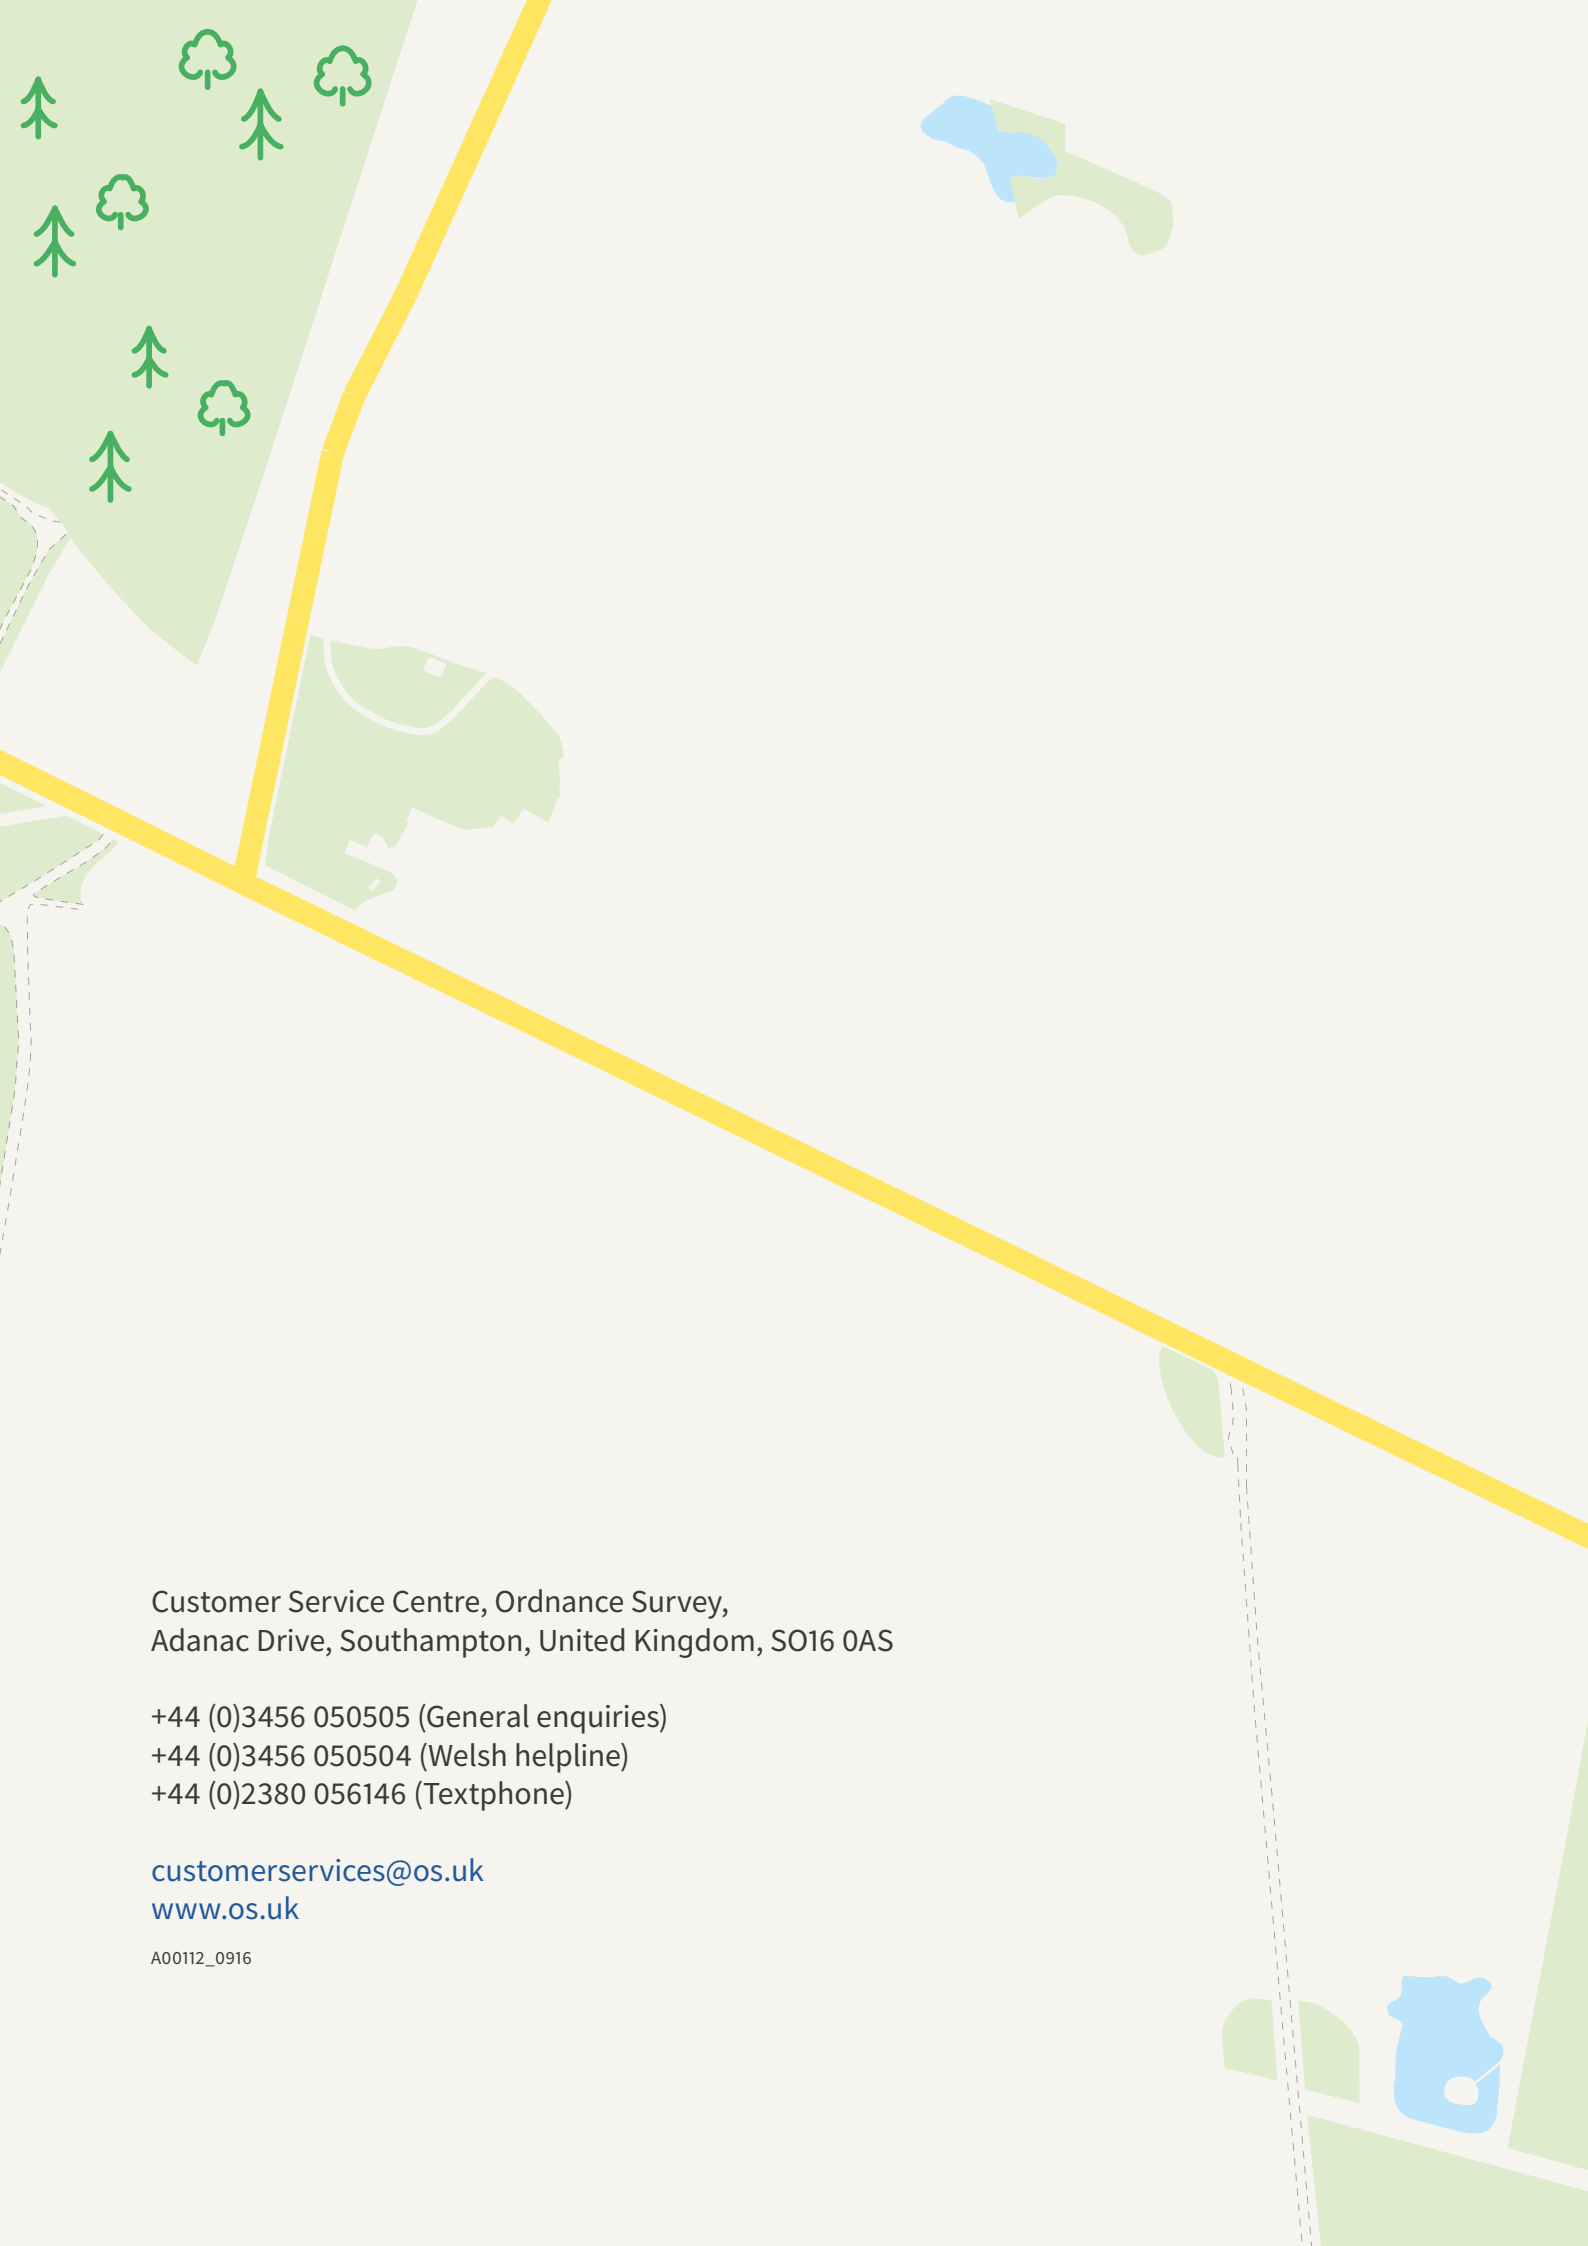 Customer Service Centre, Ordnance Survey,
Adanac Drive, Southampton, United Kingdom, SO16 0AS
+44 (0)3456 050505 (General enquiries)
+44 (0)3456 050504 (Welsh helpline)
+44 (0)2380 056146 (Textphone)
customerservices@os.uk
www.os.uk
A00112_0916